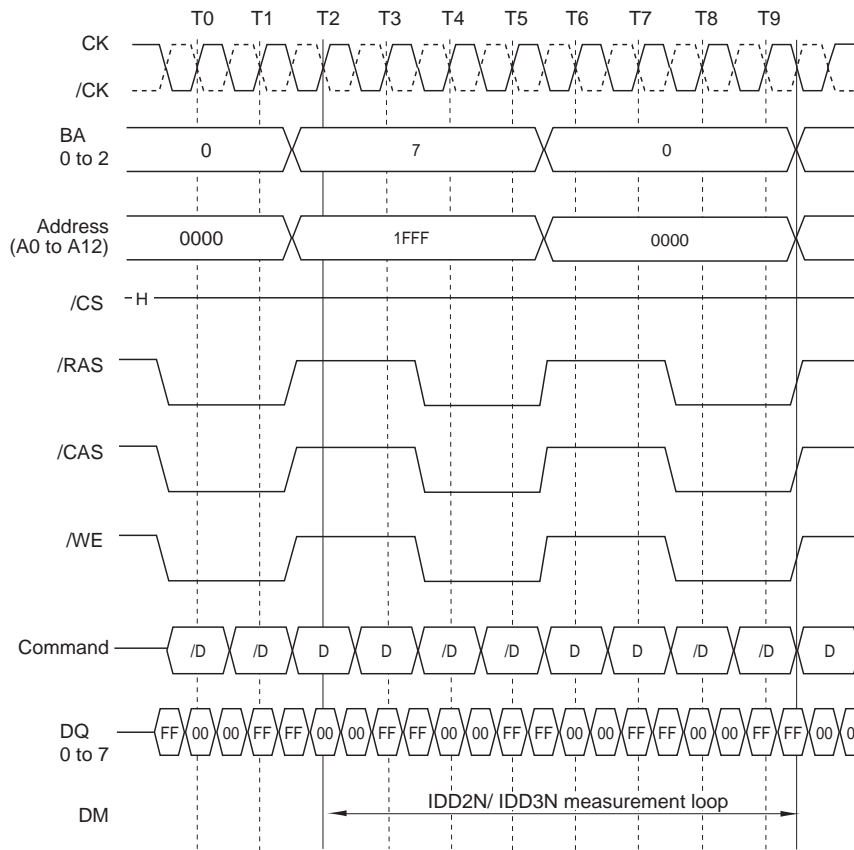 T0 T1 T2 T3 T4 T5 T6 T7 T8 T9
CK
/CK
BA
0 to 2
0 7 0
Address
(A0 to A12)
0000 1FFF 0000
/CS H
/RAS
/CAS
/WE
Command /D /D D D /D /D D D /D /D D
DQ
0 to 7
FF 00 00 FF FF 00 00 FF FF 00 00 FF FF 00 00 FF FF 00 00 FF FF 00 0
IDD2N/ IDD3N measurement loop
DM